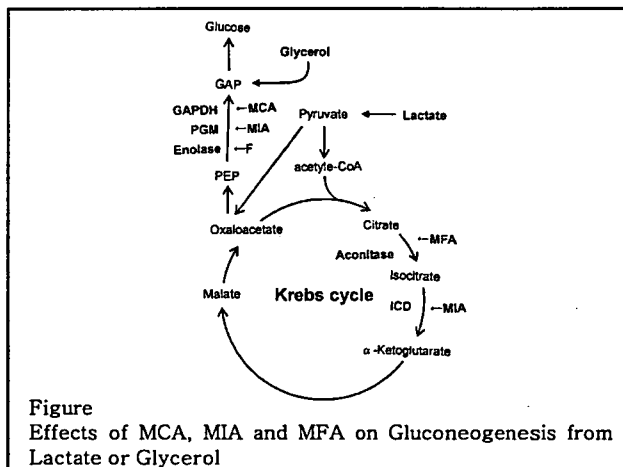 Glucose
Glycerol
GAP
GAPDH ←MCA
Pyruvate
Lactate
PGM ←MIA
Enolase ←F
acetyle-CoA
PEP
Oxaloacetate
Citrate
←MFA
Aconitase
Isocitrate
Malate
Krebs cycle
ICD ←MIA
α-Ketoglutarate
Figure
Effects of MCA, MIA and MFA on Gluconeogenesis from
Lactate or Glycerol